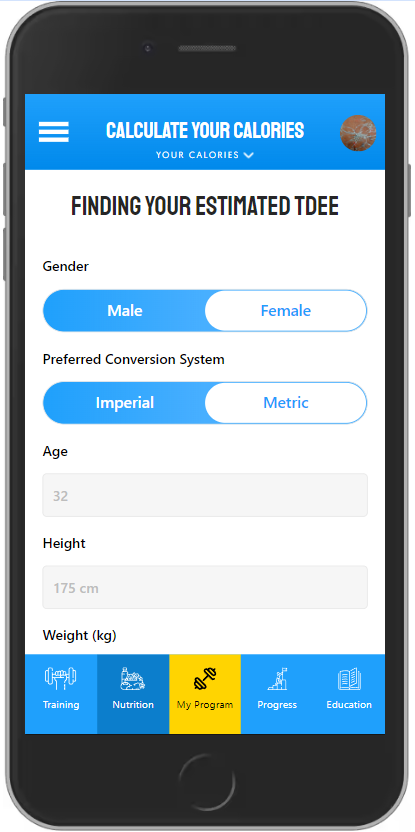 CALCULATE YOUR CALORIES
YOUR CALORIES
FINDING YOUR ESTIMATED TDEE
Gender
Male Female
Preferred Conversion System
Imperial Metric
Age
32
Height
175 cm
Weight (kg)
Training Nutrition My Program Progress Education